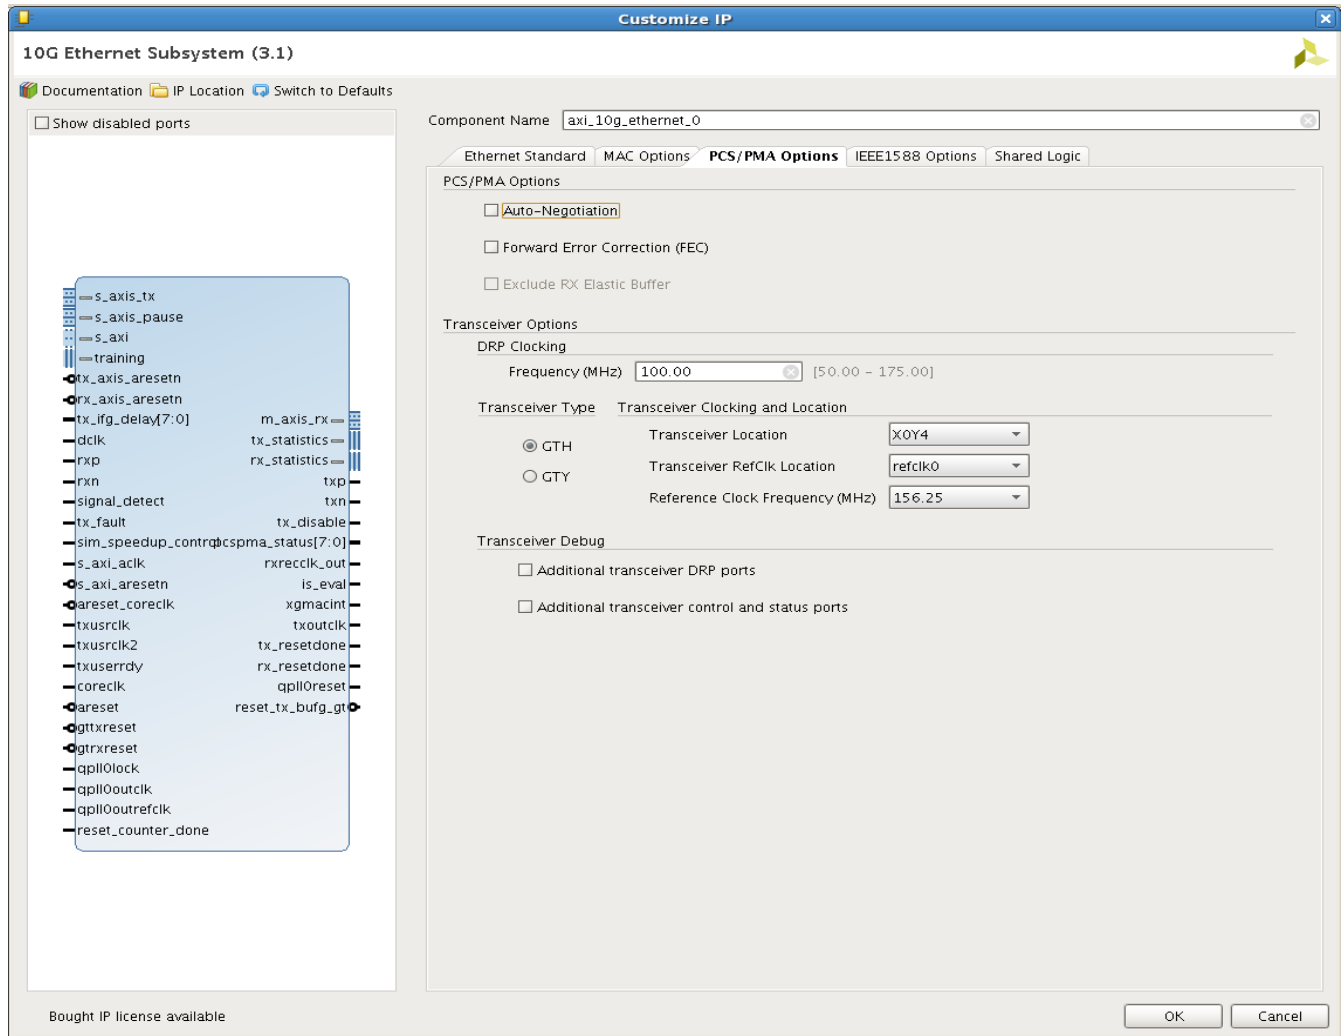 Customize IP
10G Ethernet Subsystem (3.1)
Documentation IP Location Switch to Defaults
Show disabled ports
s_axis_tx
s_axis_pause
s_axi
training
tx_axis_aresetn
rx_axis_aresetn
tx_ifg_delay[7:0] m_axis_rx
dclk tx_statistics
rxp rx_statistics
rxn txp
signal_detect txn
tx_fault tx_disable
sim_speedup_control pcspma_status[7:0]
s_axi_aclk rxrecclk_out
s_axi_aresetn is_eval
areset_coreclk xgmacint
txusrclk txoutclk
txusrclk2 tx_resetdone
txuserrdy rx_resetdone
coreclk qpll0reset
areset reset_tx_bufg_gt
gttxreset
gtrxreset
qpll0lock
qpll0outclk
qpll0outrefclk
reset_counter_done
Component Name axi_10g_ethernet_0
Ethernet Standard MAC Options PCS/PMA Options IEEE1588 Options Shared Logic
PCS/PMA Options
Auto-Negotiation
Forward Error Correction (FEC)
Exclude RX Elastic Buffer
Transceiver Options
DRP Clocking
Frequency (MHz) 100.00 [50.00 - 175.00]
Transceiver Type Transceiver Clocking and Location
GTH
GTY
Transceiver Location X0Y4
Transceiver RefClk Location refclk0
Reference Clock Frequency (MHz) 156.25
Transceiver Debug
Additional transceiver DRP ports
Additional transceiver control and status ports
Bought IP license available
OK Cancel